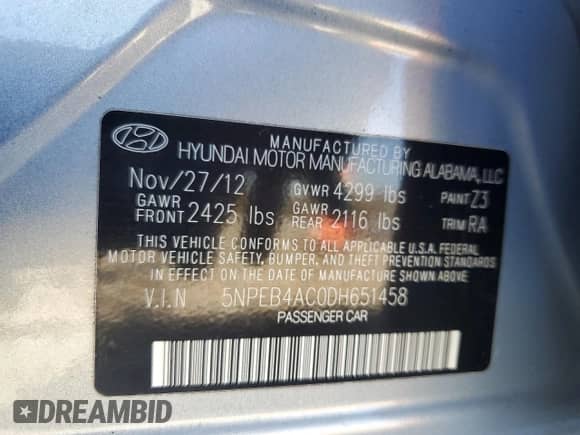 MANUFACTURED BY
HYUNDAI MOTOR MANUFACTURING ALABAMA, LLC
Nov/27/12 GVWR 4299 lbs PAINT Z3
GAWR FRONT 2425 lbs GAWR REAR 2116 lbs TRIM RA
THIS VEHICLE CONFORMS TO ALL APPLICABLE U.S.A. FEDERAL
MOTOR VEHICLE SAFETY, BUMPER, AND THEFT PREVENTION STANDARDS
IN EFFECT ON THE DATE OF MANUFACTURE SHOWN ABOVE.
V.I.N 5NPEB4AC0DH651458
PASSENGER CAR
DREAMBID